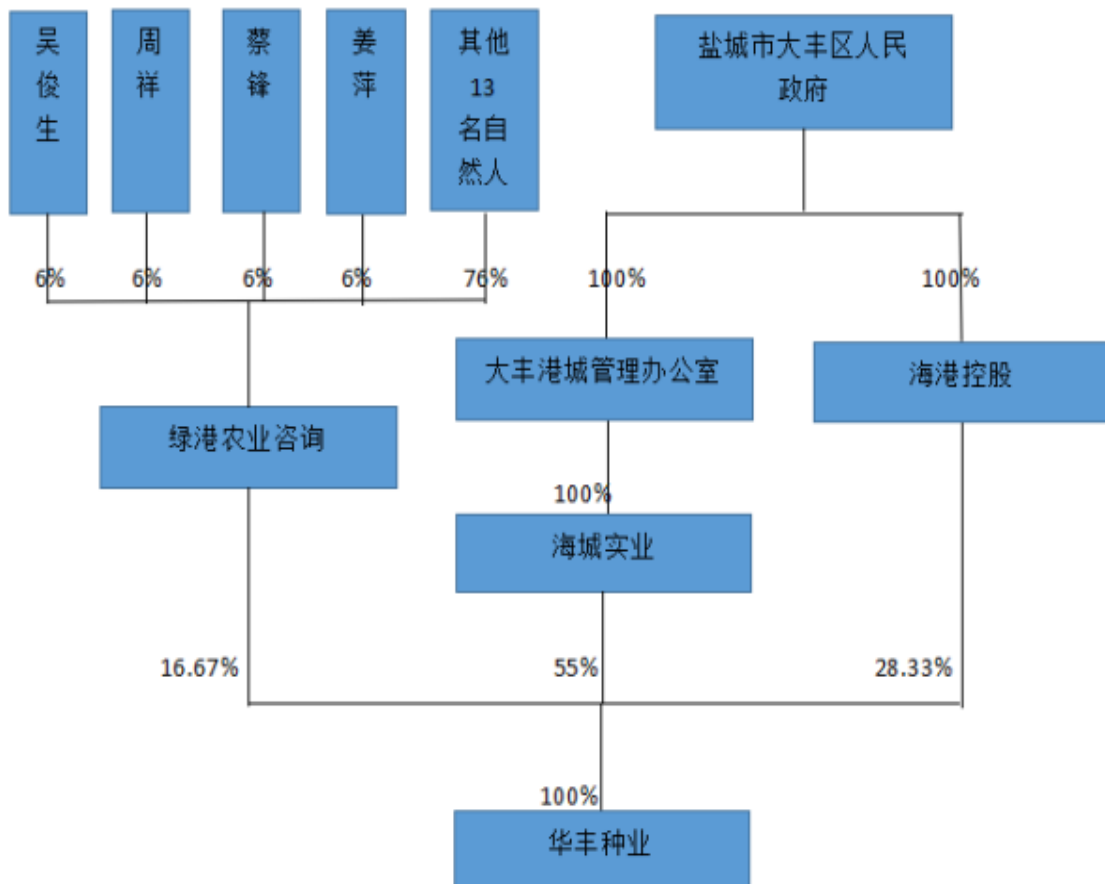 吴
俊
生
周
祥
蔡
锋
姜
萍
其他
13
名自
然人
盐城市大丰区人民
政府
6%
6%
6%
6%
76%
100%
100%
大丰港城管理办公室
海港控股
绿港农业咨询
100%
海城实业
16.67%
55%
28.33%
100%
华丰种业